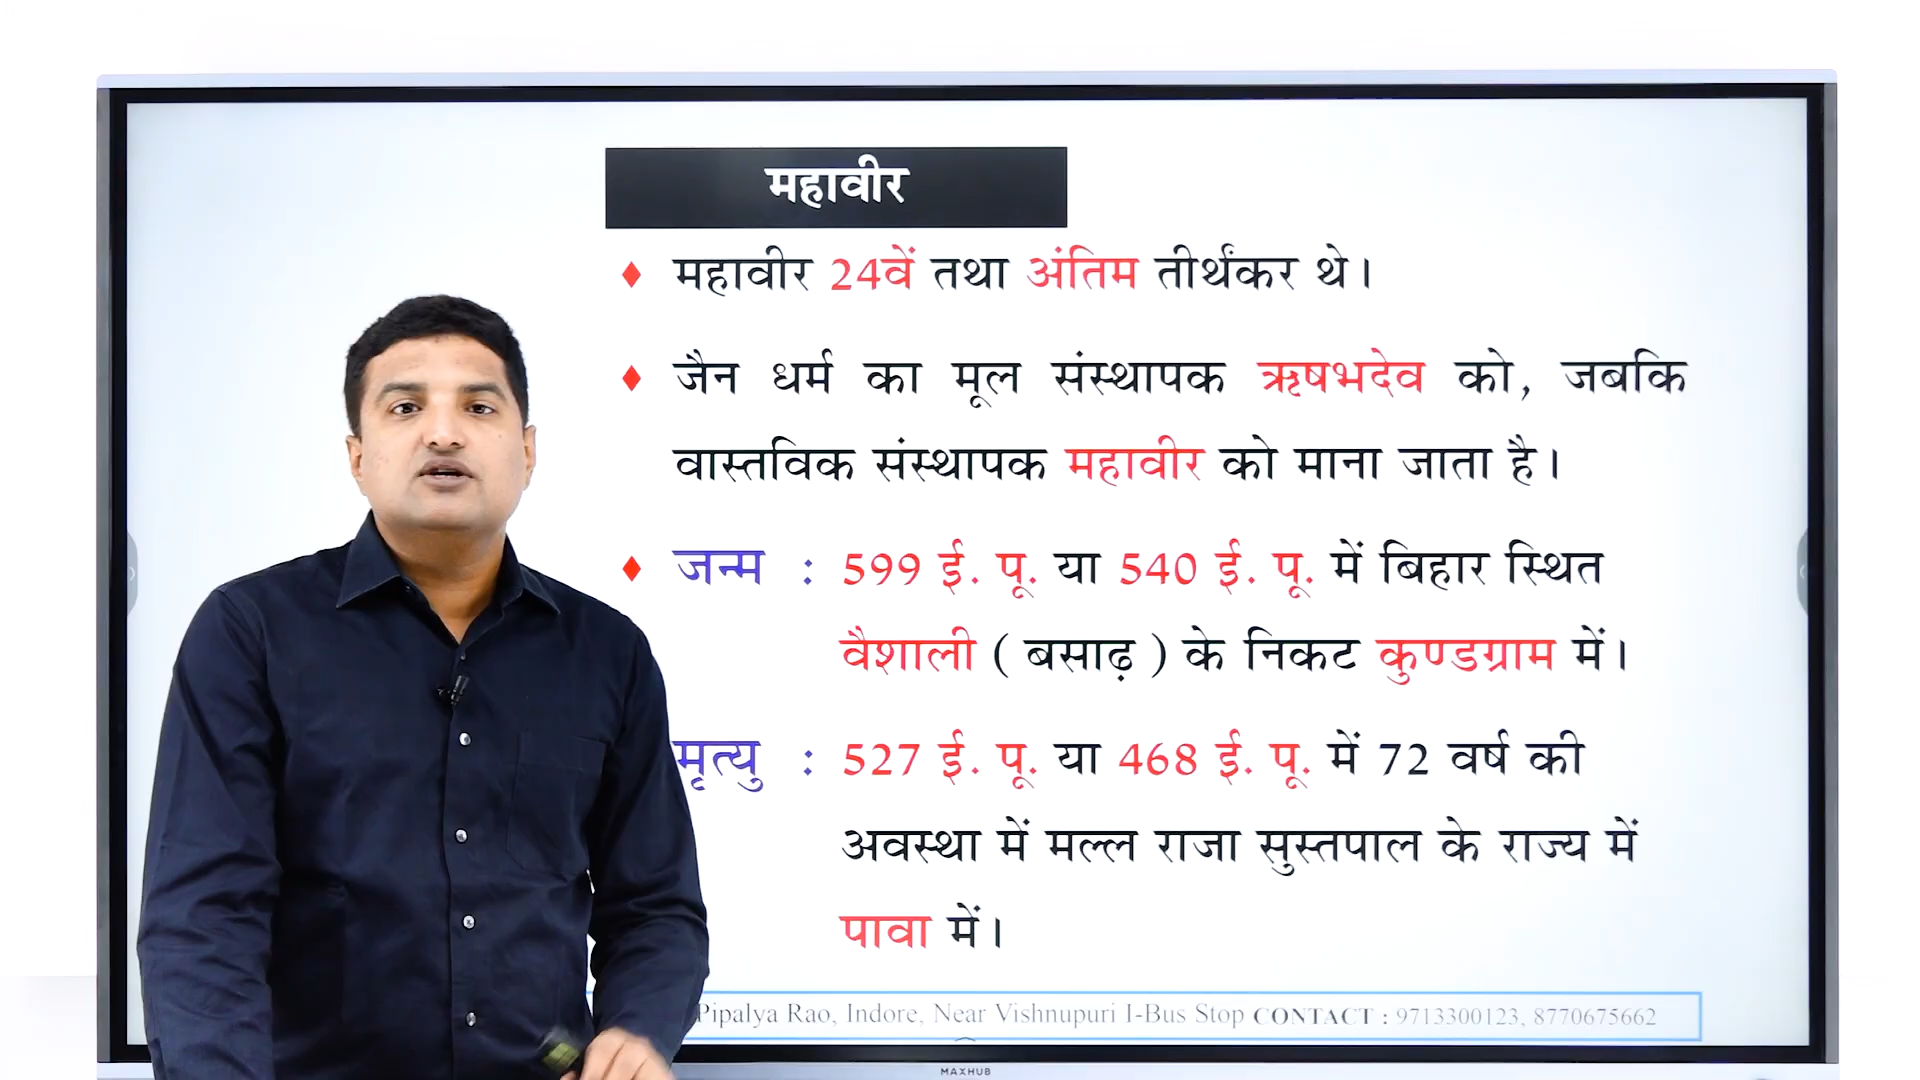 महावीर
महावीर 24वें तथा अंतिम तीर्थंकर थे।
जैन धर्म का मूल संस्थापक ऋषभदेव को, जबकि
वास्तविक संस्थापक महावीर को माना जाता है।
जन्म : 599 ई. पू. या 540 ई. पू. में बिहार स्थित
वैशाली ( बसाढ़ ) के निकट कुण्डग्राम में।
मृत्यु : 527 ई. पू. या 468 ई. पू. में 72 वर्ष की
अवस्था में मल्ल राजा सुस्तपाल के राज्य में
पावा में।
Pipalya Rao, Indore, Near Vishnupuri I-Bus Stop CONTACT : 9713300123, 8770675662
MAXHUB